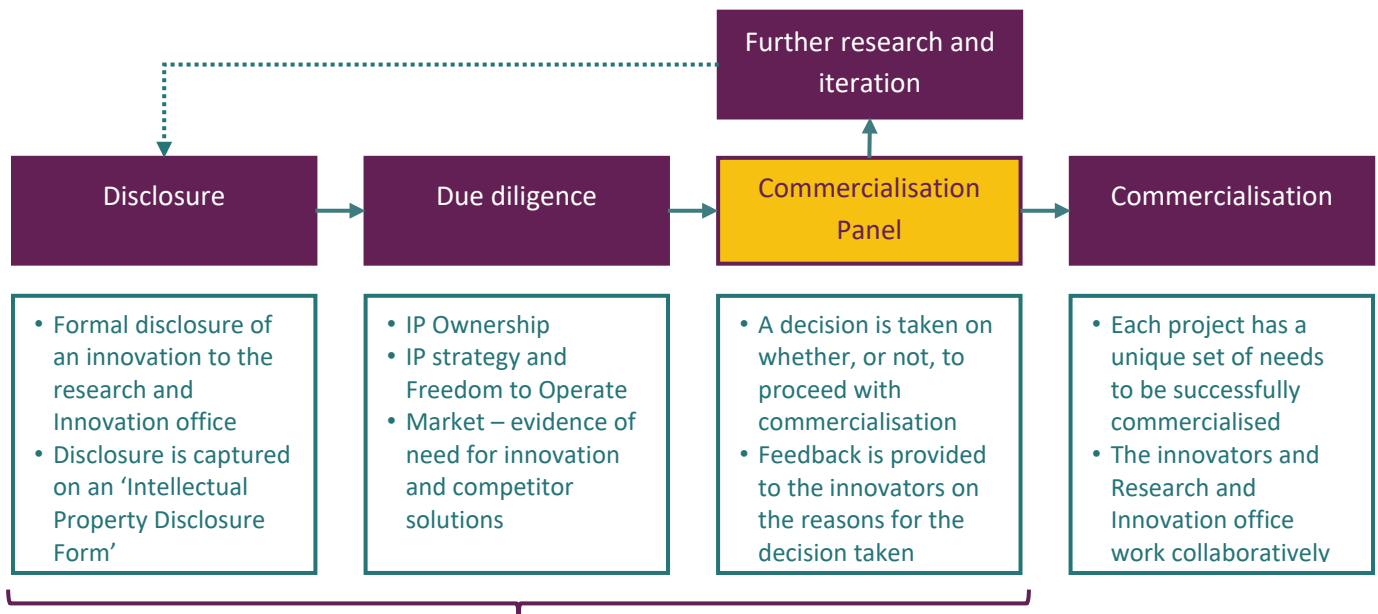 Further research and
iteration
Disclosure
Due diligence
Commercialisation
Panel
Commercialisation
• Formal disclosure of
an innovation to the
research and
Innovation office
• Disclosure is captured
on an ‘Intellectual
Property Disclosure
Form’
• IP Ownership
• IP strategy and
Freedom to Operate
• Market – evidence of
need for innovation
and competitor
solutions
• A decision is taken on
whether, or not, to
proceed with
commercialisation
• Feedback is provided
to the innovators on
the reasons for the
decision taken
• Each project has a
unique set of needs
to be successfully
commercialised
• The innovators and
Research and
Innovation office
work collaboratively